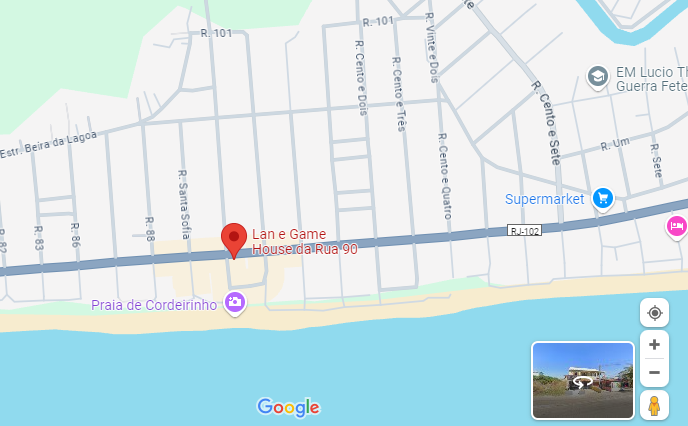 R. 101
R. 101
R. Vinte e Dois
R. Cento e Dois
R. Cento e Três
R. Cento e Sete
EM Lucio Th
Guerra Fete
Estr. Beira da Lagoa
R. Um
R. Sete
R. Cento e Quatro
R. Santa Sofia
Supermarket
R. 82
R. 83
R. 86
R. 88
RJ-102
Lan e Game
House da Rua 90
Praia de Cordeirinho
Google